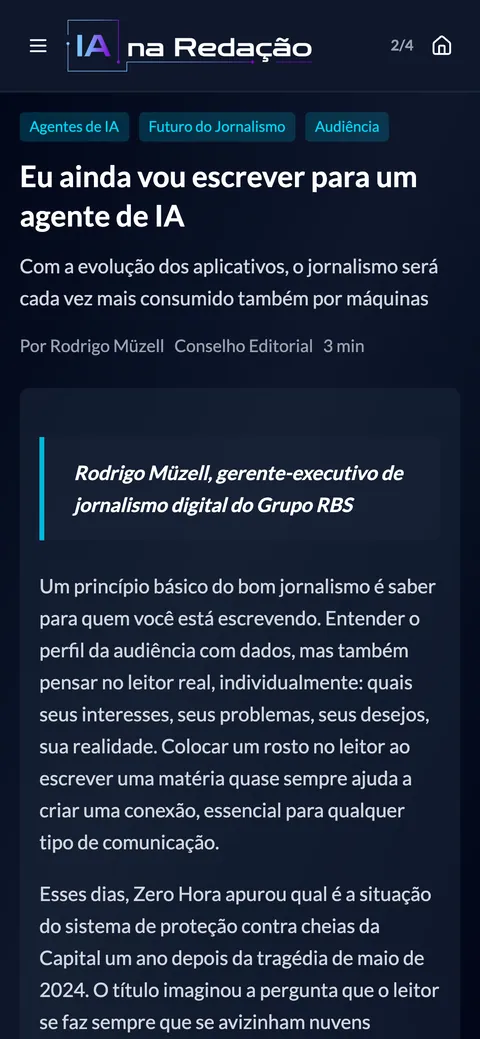 IA na Redação
2/4
Agentes de IA Futuro do Jornalismo Audiência
Eu ainda vou escrever para um
agente de IA
Com a evolução dos aplicativos, o jornalismo será
cada vez mais consumido também por máquinas
Por Rodrigo Müzell Conselho Editorial 3 min
Rodrigo Müzell, gerente-executivo de
jornalismo digital do Grupo RBS
Um princípio básico do bom jornalismo é saber
para quem você está escrevendo. Entender o
perfil da audiência com dados, mas também
pensar no leitor real, individualmente: quais
seus interesses, seus problemas, seus desejos,
sua realidade. Colocar um rosto no leitor ao
escrever uma matéria quase sempre ajuda a
criar uma conexão, essencial para qualquer
tipo de comunicação.
Esses dias, Zero Hora apurou qual é a situação
do sistema de proteção contra cheias da
Capital um ano depois da tragédia de maio de
2024. O título imaginou a pergunta que o leitor
se faz sempre que se avizinham nuvens